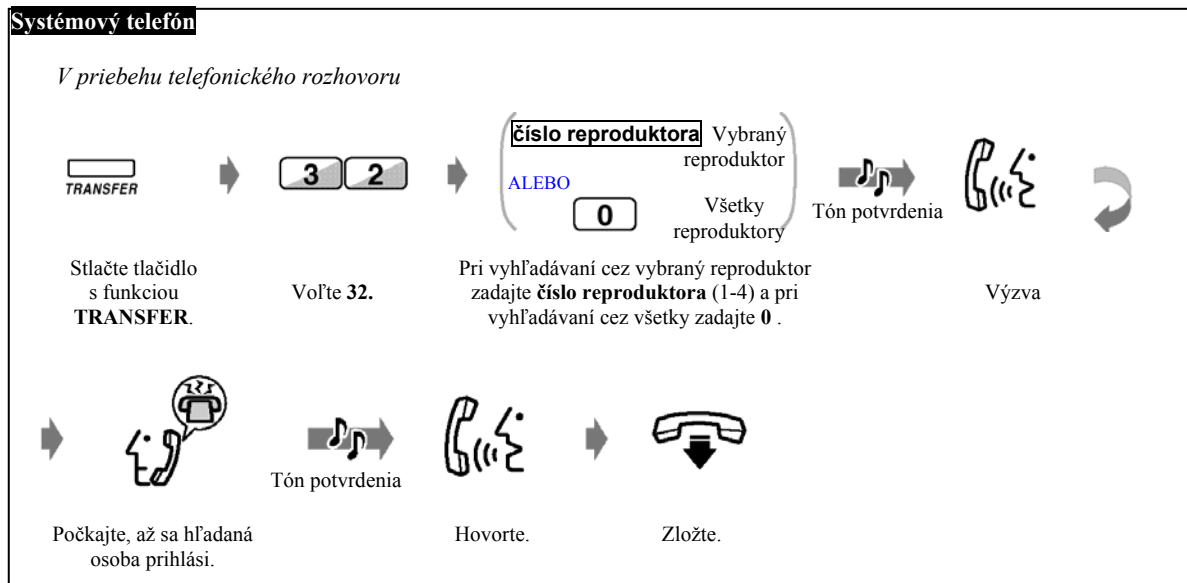 Systémový telefón
V priebehu telefonického rozhovoru
TRANSFER
3 2
číslo reproduktora Vybraný
reproduktor
ALEBO
0 Všetky
reproduktory
Tón potvrdenia
Stlačte tlačidlo
s funkciou
TRANSFER.
Voľte 32.
Pri vyhľadávaní cez vybraný reproduktor
zadajte číslo reproduktora (1-4) a pri
vyhľadávaní cez všetky zadajte 0 .
Výzva
Tón potvrdenia
Počkajte, až sa hľadaná
osoba prihlási.
Hovorte.
Zložte.